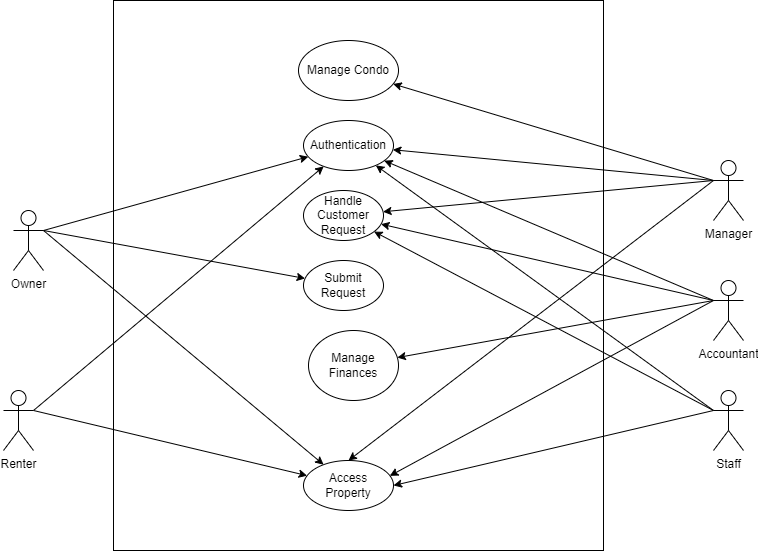 Manage Condo
Authentication
Handle
Customer
Request
Submit
Request
Manage
Finances
Access
Property
Owner
Renter
Manager
Accountant
Staff